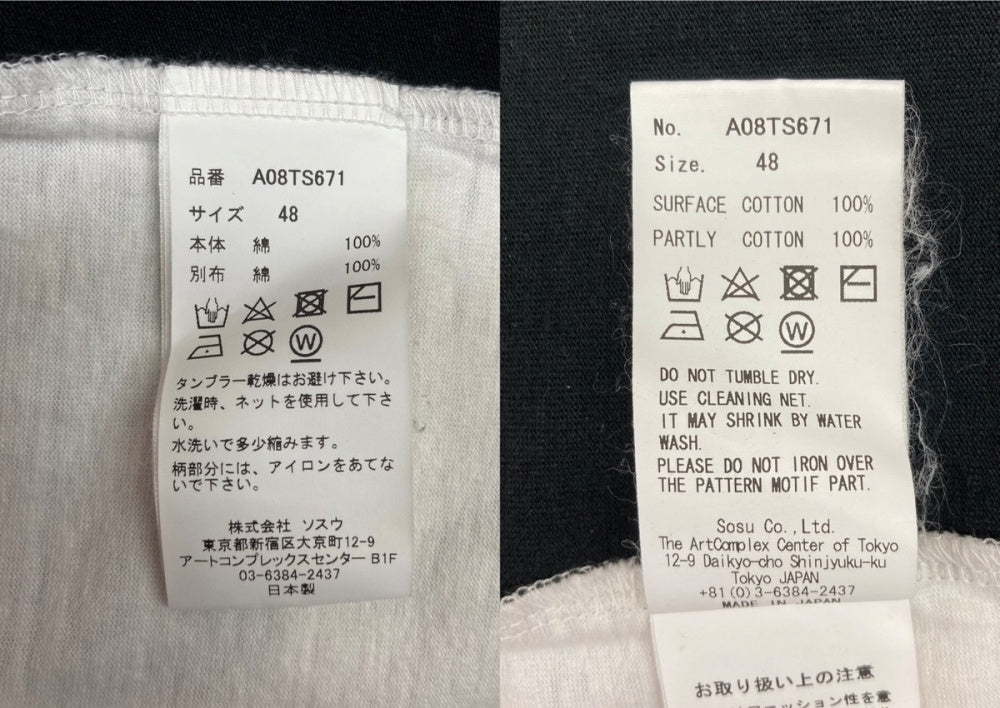 品番 A08TS671
サイズ 48
本体 綿 100%
別布 綿 100%
W
タンブラー乾燥はお避け下さい。
洗濯時、ネットを使用して下さ
い。
水洗いで多少縮みます。
柄部分には、アイロンをあてな
いで下さい。
株式会社 ソスウ
東京都新宿区大京町12-9
アートコンプレックスセンター B1F
03-6384-2437
日本製
No. A08TS671
Size. 48
SURFACE COTTON 100%
PARTLY COTTON 100%
W
DO NOT TUMBLE DRY.
USE CLEANING NET.
IT MAY SHRINK BY WATER
WASH.
PLEASE DO NOT IRON OVER
THE PATTERN MOTIF PART.
Sosu Co.,Ltd.
The ArtComplex Center of Tokyo
12-9 Daikyo-cho Shinjyuku-ku
Tokyo JAPAN
+81(0)3-6384-2437
MADE IN JAPAN
お取り扱い上の注意
ファッション性を意